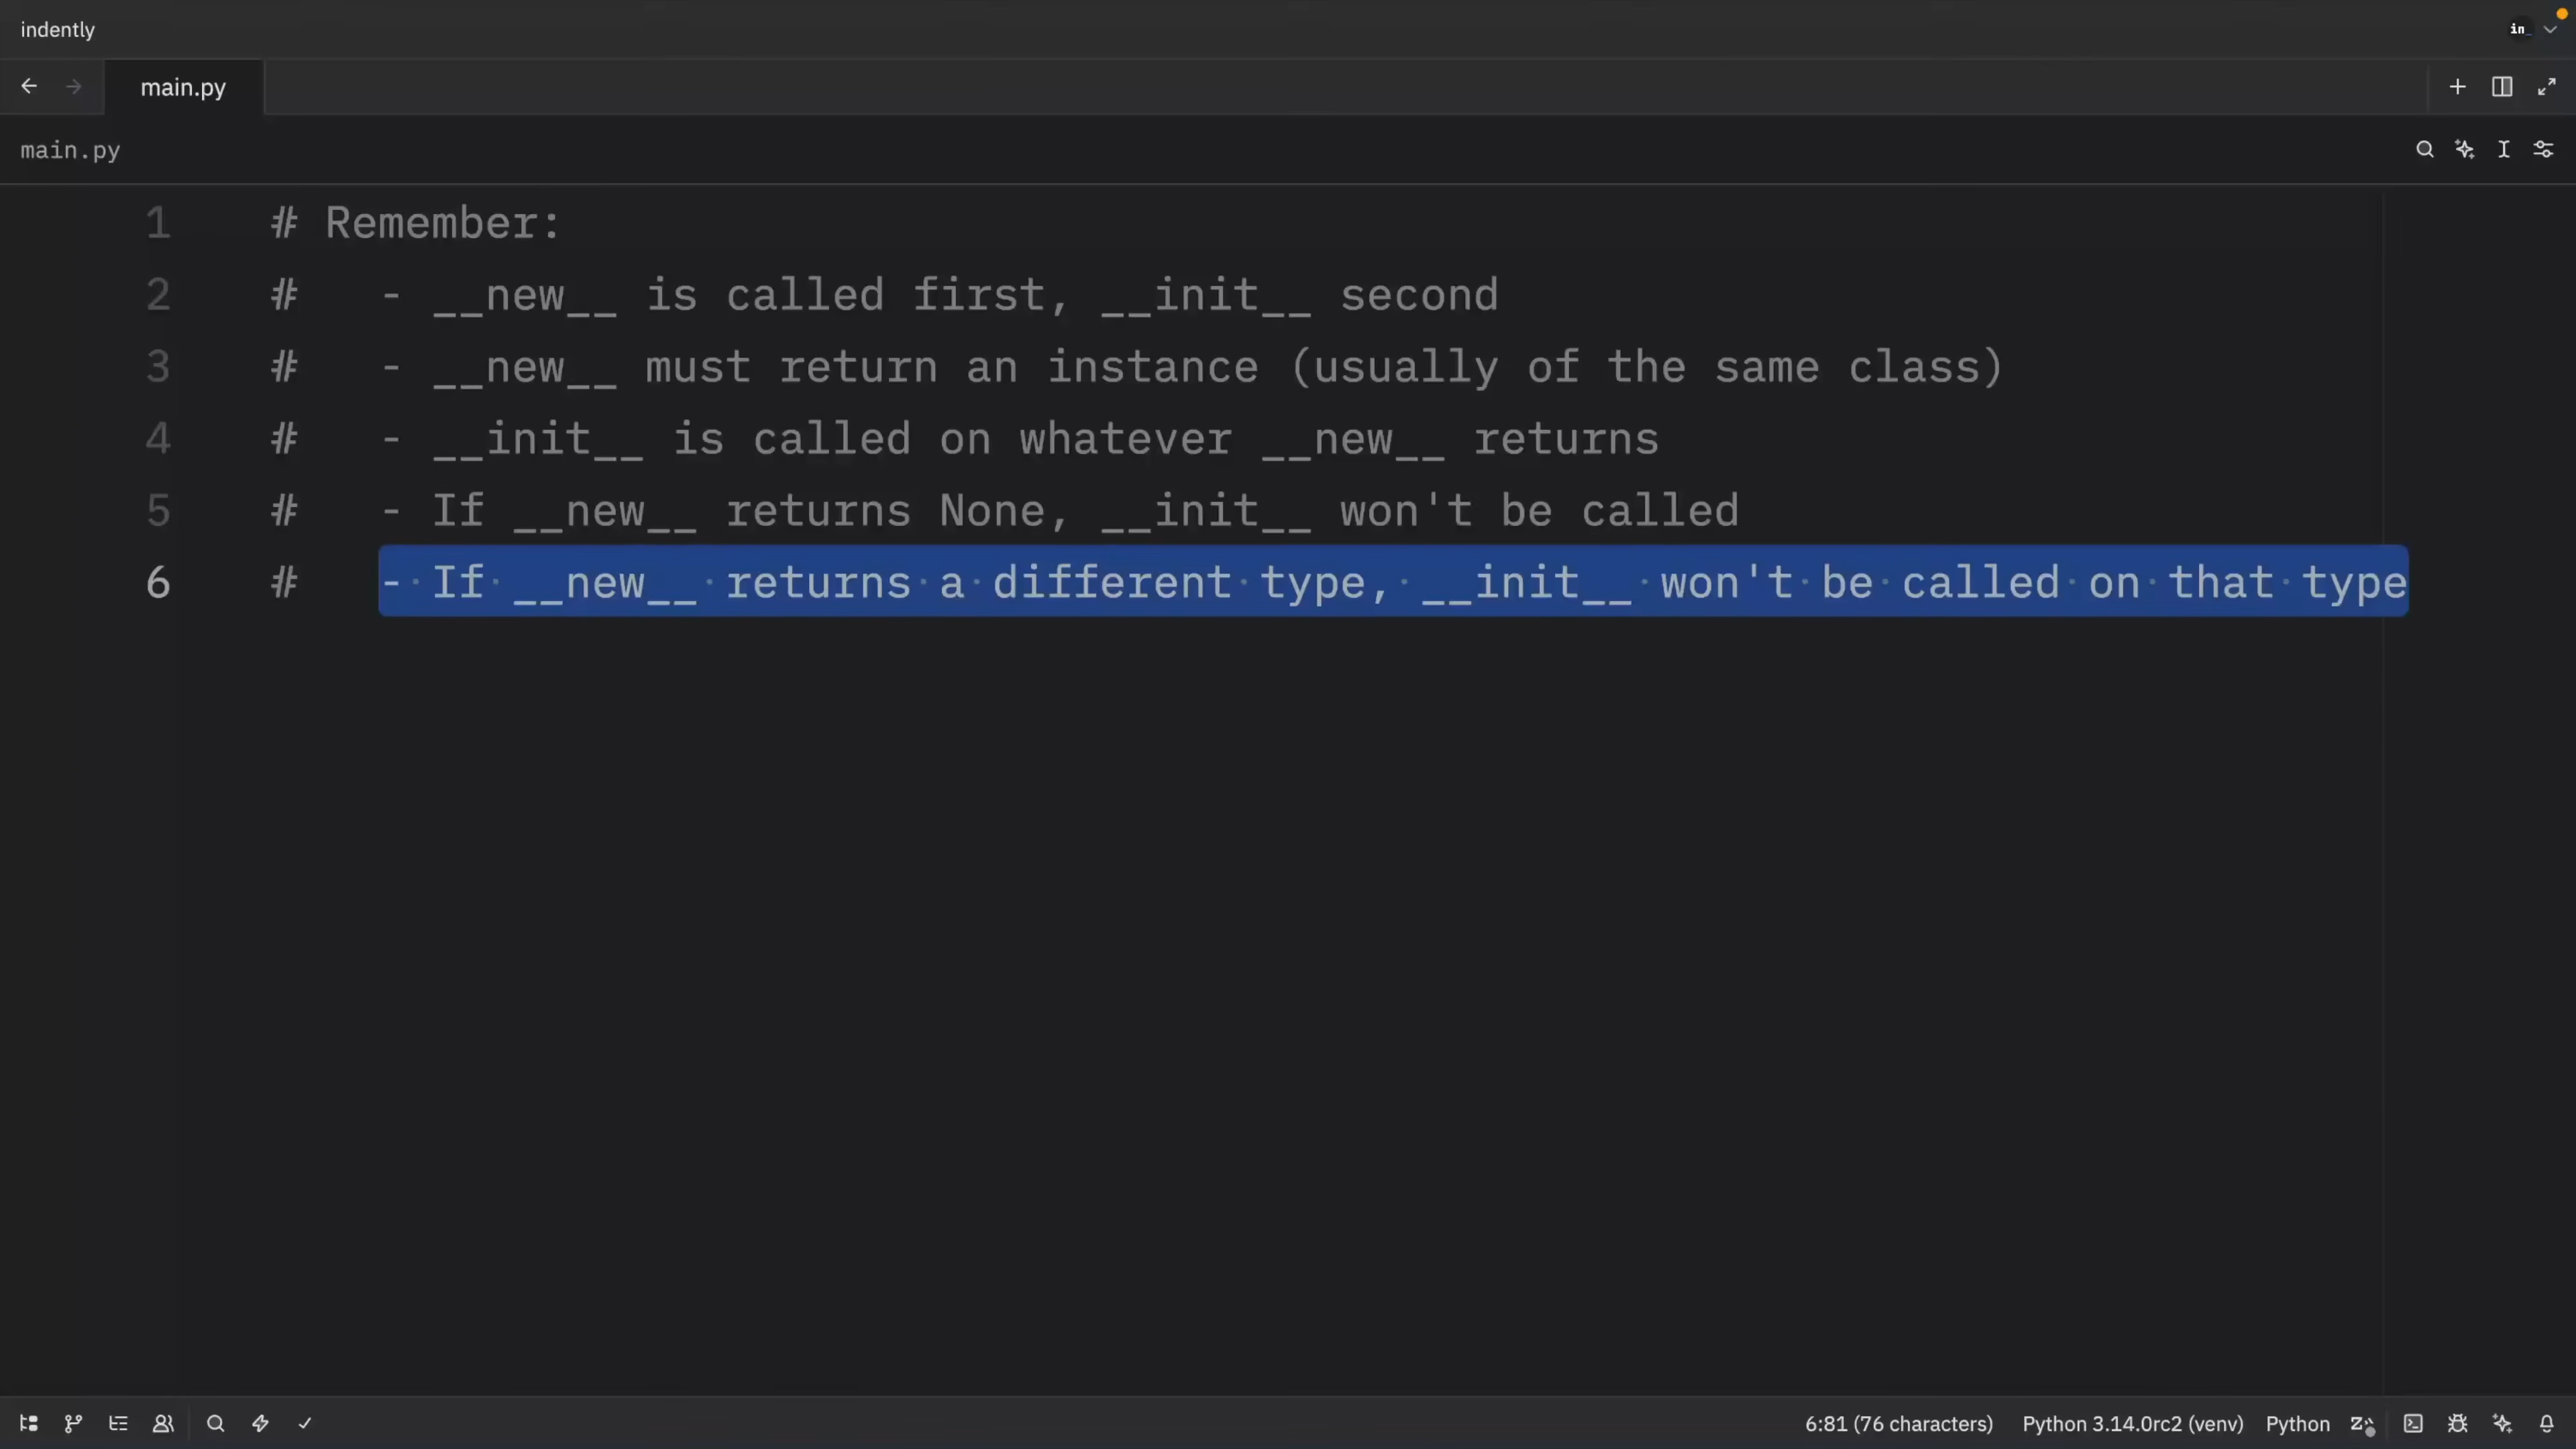 indently
in_
main.py
main.py
1 # Remember:
2 #   - __new__ is called first, __init__ second
3 #   - __new__ must return an instance (usually of the same class)
4 #   - __init__ is called on whatever __new__ returns
5 #   - If __new__ returns None, __init__ won't be called
6 #   - If __new__ returns a different type, __init__ won't be called on that type
6:81 (76 characters) Python 3.14.0rc2 (venv) Python